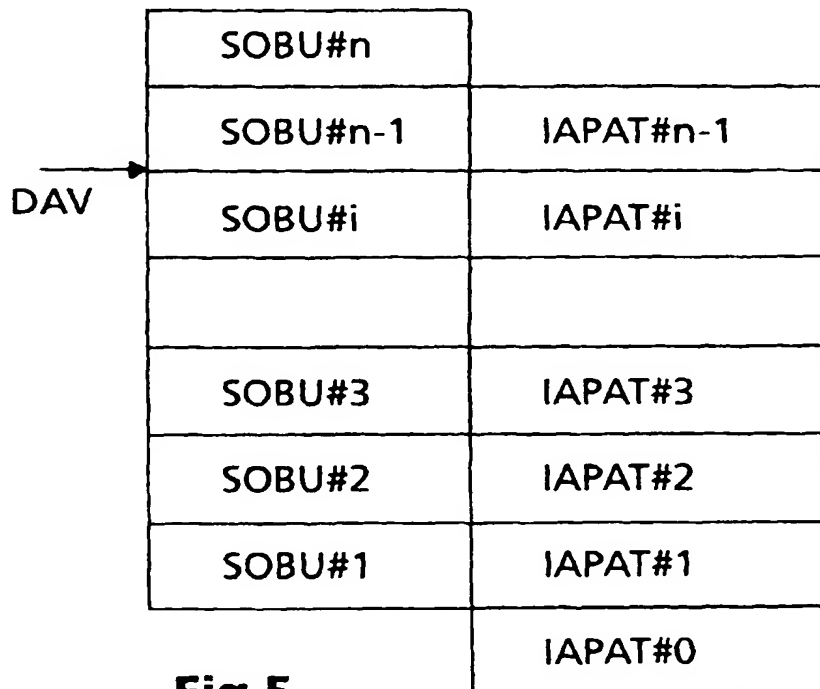 SOBU#n
SOBU#n-1 IAPAT#n-1
DAV
SOBU#i IAPAT#i
SOBU#3 IAPAT#3
SOBU#2 IAPAT#2
SOBU#1 IAPAT#1
IAPAT#0